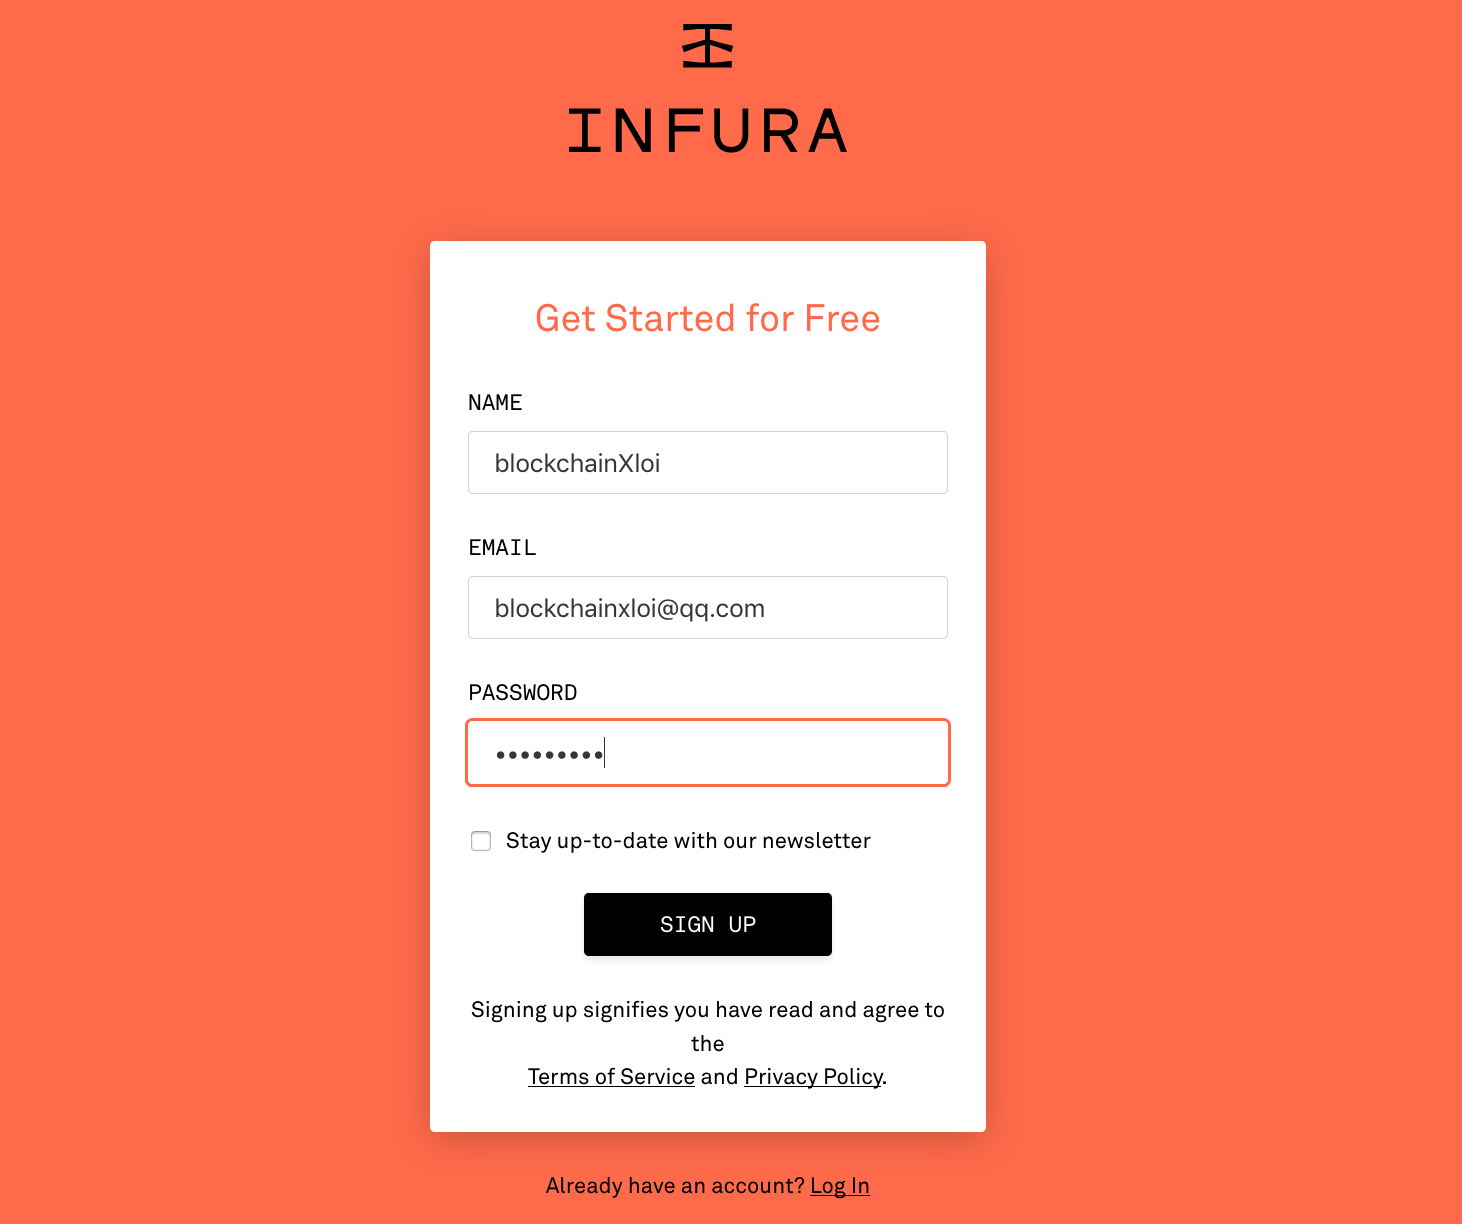 INFURA
Get Started for Free
NAME
blockchainXloi
EMAIL
blockchainxloi@qq.com
PASSWORD
•••••••••
Stay up-to-date with our newsletter
SIGN UP
Signing up signifies you have read and agree to
the
Terms of Service and Privacy Policy.
Already have an account? Log In